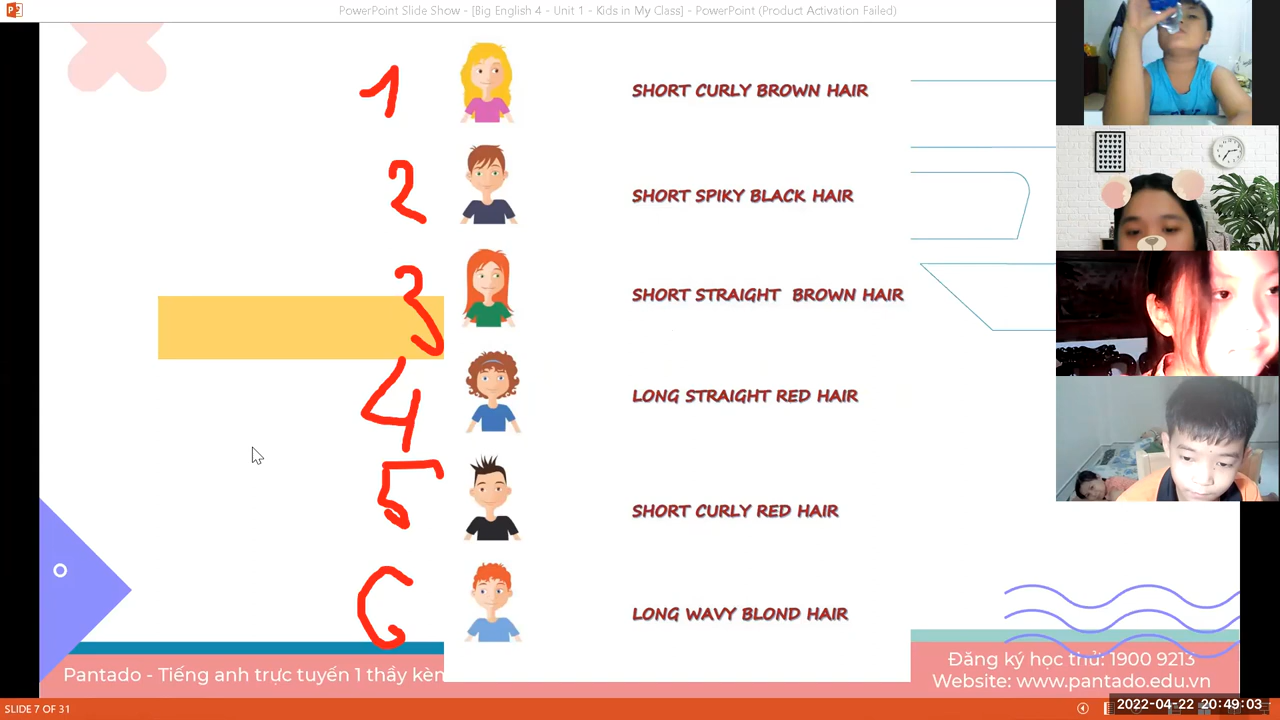 PowerPoint Slide Show - [Big English 4 - Unit 1 - Kids in My Class] - PowerPoint (Product Activation Failed)
1
SHORT CURLY BROWN HAIR
2
SHORT SPIKY BLACK HAIR
3
SHORT STRAIGHT BROWN HAIR
4
LONG STRAIGHT RED HAIR
5
SHORT CURLY RED HAIR
6
LONG WAVY BLOND HAIR
Pantado - Tiếng anh trực tuyến 1 thầy kèn
Đăng ký học thử: 1900 9213
Website: www.pantado.edu.vn
SLIDE 7 OF 31
2022-04-22 20:49:03